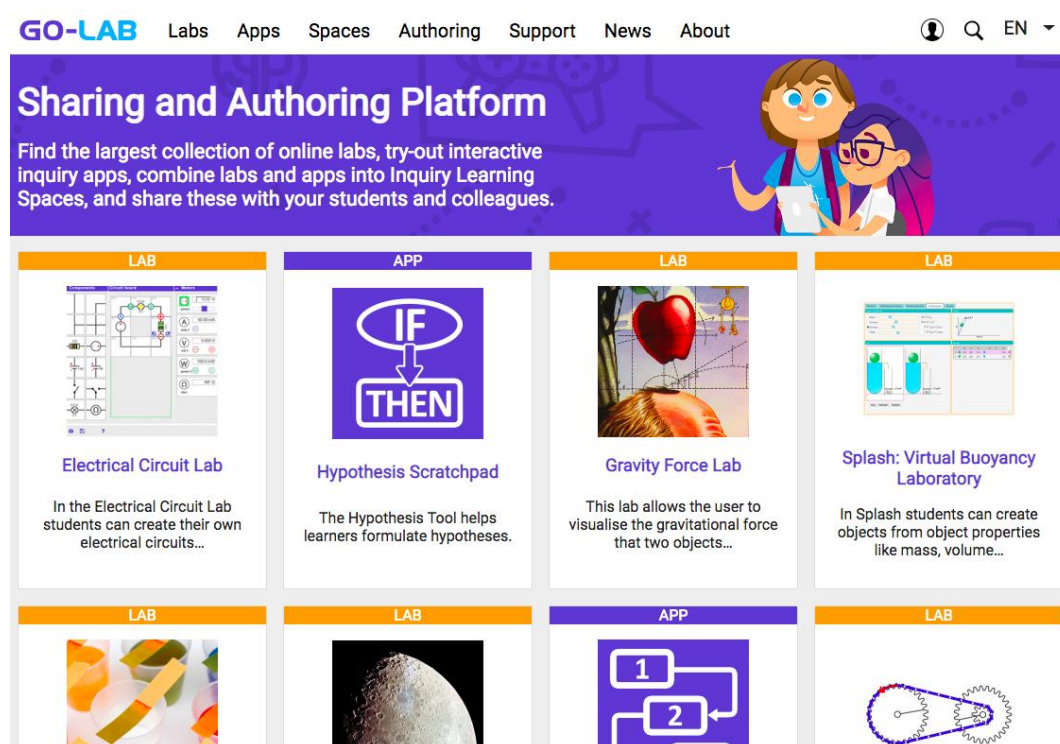 GO-LAB Labs Apps Spaces Authoring Support News About EN
Sharing and Authoring Platform
Find the largest collection of online labs, try-out interactive
inquiry apps, combine labs and apps into Inquiry Learning
Spaces, and share these with your students and colleagues.
LAB
Components Circuit board Meters
A
V
W
Ω
Electrical Circuit Lab
In the Electrical Circuit Lab
students can create their own
electrical circuits...
APP
IF
THEN
Hypothesis Scratchpad
The Hypothesis Tool helps
learners formulate hypotheses.
LAB
Gravity Force Lab
This lab allows the user to
visualise the gravitational force
that two objects...
LAB
Splash: Virtual Buoyancy
Laboratory
In Splash students can create
objects from object properties
like mass, volume...
LAB
LAB
APP
1
2
LAB